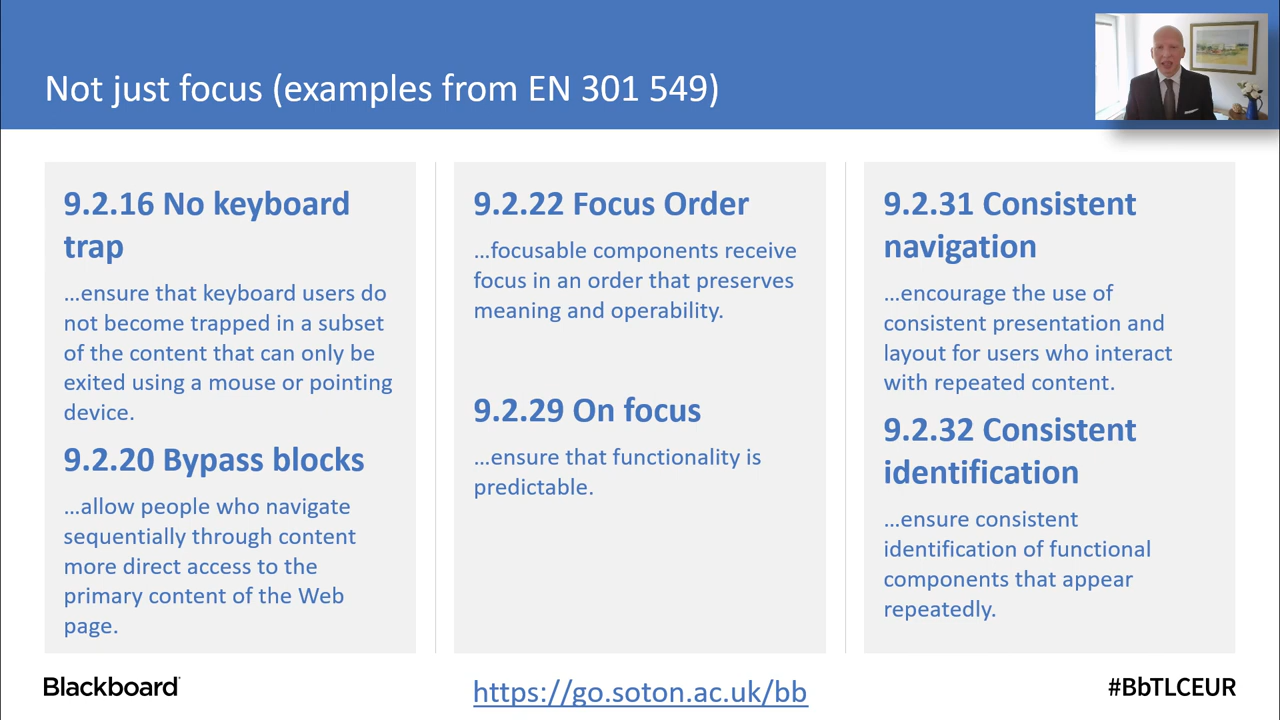 Not just focus (examples from EN 301 549)
9.2.16 No keyboard
trap
…ensure that keyboard users do
not become trapped in a subset
of the content that can only be
exited using a mouse or pointing
device.
9.2.20 Bypass blocks
…allow people who navigate
sequentially through content
more direct access to the
primary content of the Web
page.
9.2.22 Focus Order
…focusable components receive
focus in an order that preserves
meaning and operability.
9.2.29 On focus
…ensure that functionality is
predictable.
9.2.31 Consistent
navigation
…encourage the use of
consistent presentation and
layout for users who interact
with repeated content.
9.2.32 Consistent
identification
…ensure consistent
identification of functional
components that appear
repeatedly.
Blackboard
https://go.soton.ac.uk/bb
#BbTLCEUR